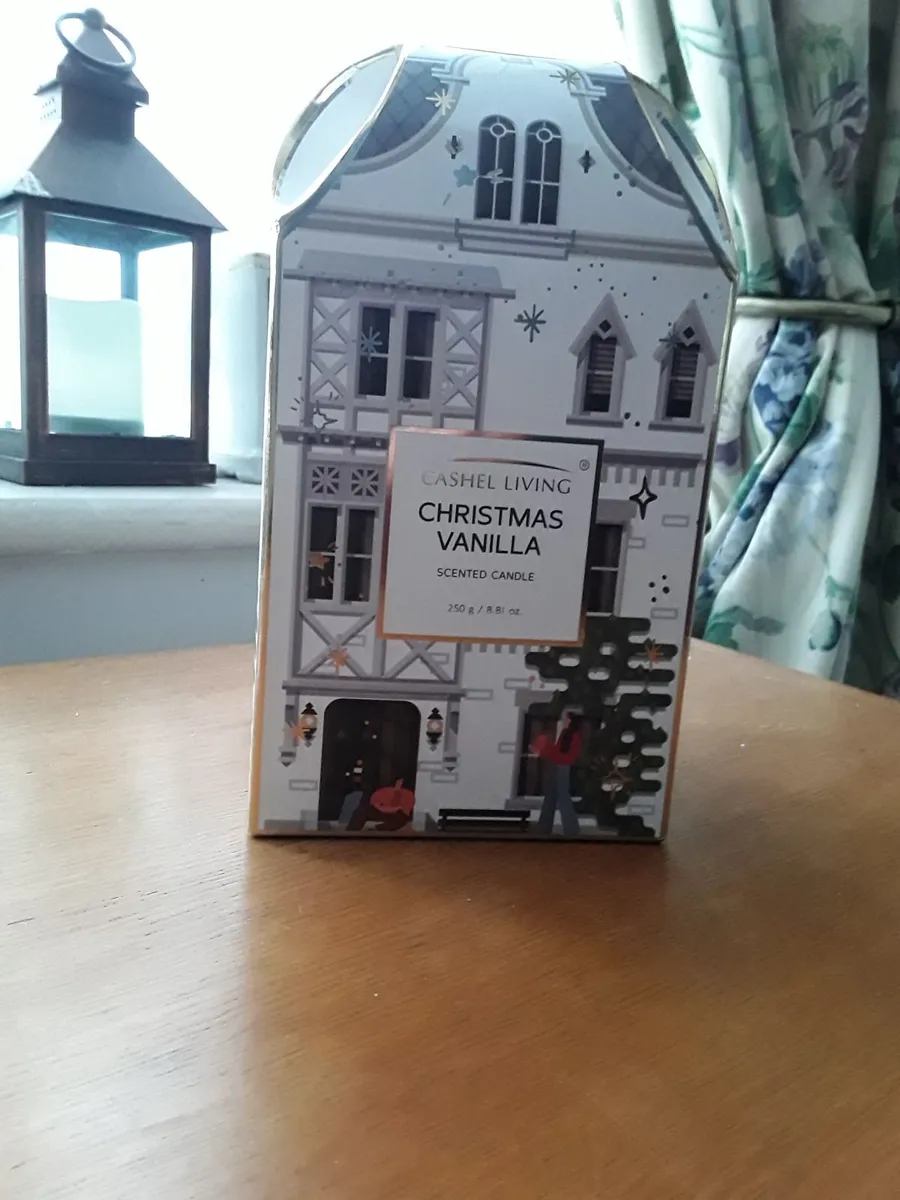 ®
CASHEL LIVING
CHRISTMAS
VANILLA
SCENTED CANDLE
250 g / 8.81 oz.